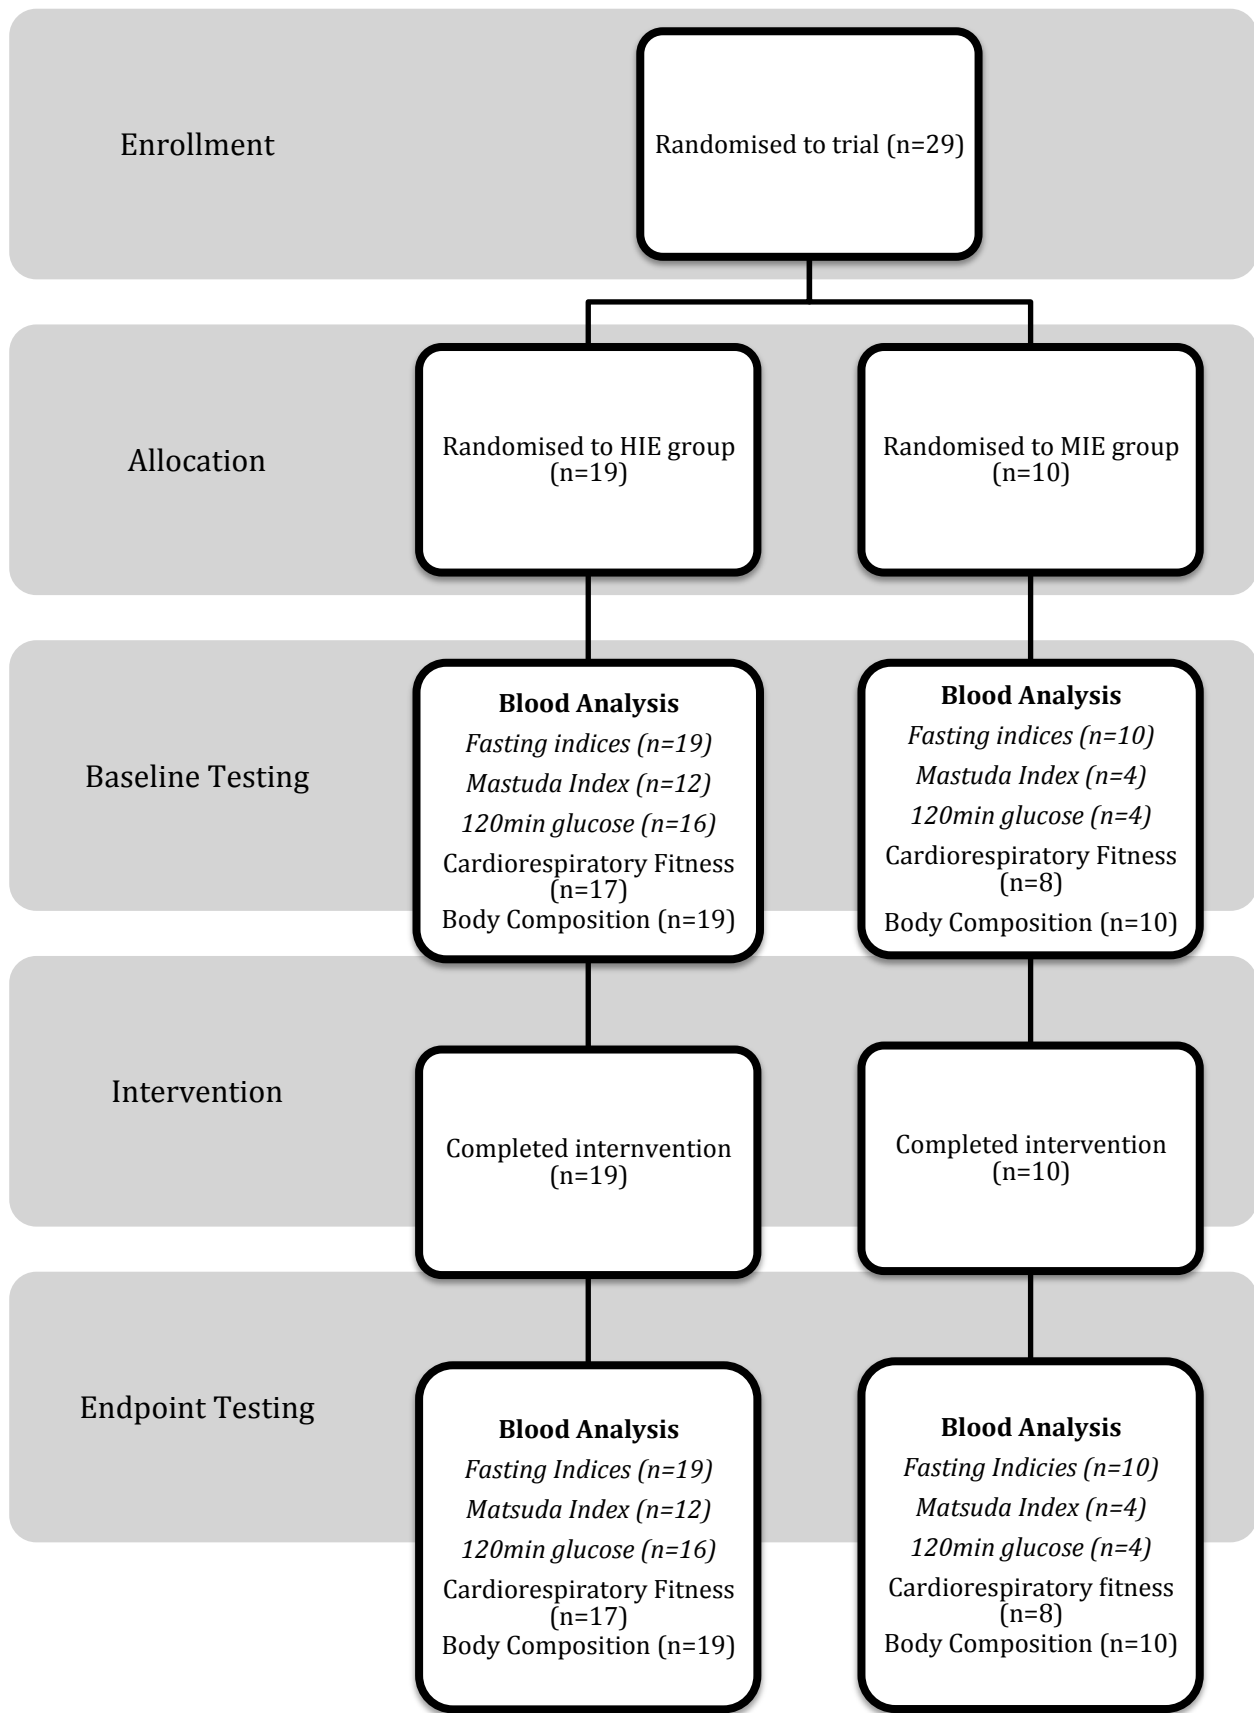 Enrollment
Randomised to trial (n=29)
Allocation
Randomised to HIE group
(n=19)
Randomised to MIE group
(n=10)
Baseline Testing
Blood Analysis
Fasting indices (n=19)
Mastuda Index (n=12)
120min glucose (n=16)
Cardiorespiratory Fitness
(n=17)
Body Composition (n=19)
Blood Analysis
Fasting indices (n=10)
Mastuda Index (n=4)
120min glucose (n=4)
Cardiorespiratory Fitness
(n=8)
Body Composition (n=10)
Intervention
Completed internvention
(n=19)
Completed intervention
(n=10)
Endpoint Testing
Blood Analysis
Fasting Indices (n=19)
Matsuda Index (n=12)
120min glucose (n=16)
Cardiorespiratory Fitness
(n=17)
Body Composition (n=19)
Blood Analysis
Fasting Indicies (n=10)
Matsuda Index (n=4)
120min glucose (n=4)
Cardiorespiratory fitness
(n=8)
Body Composition (n=10)